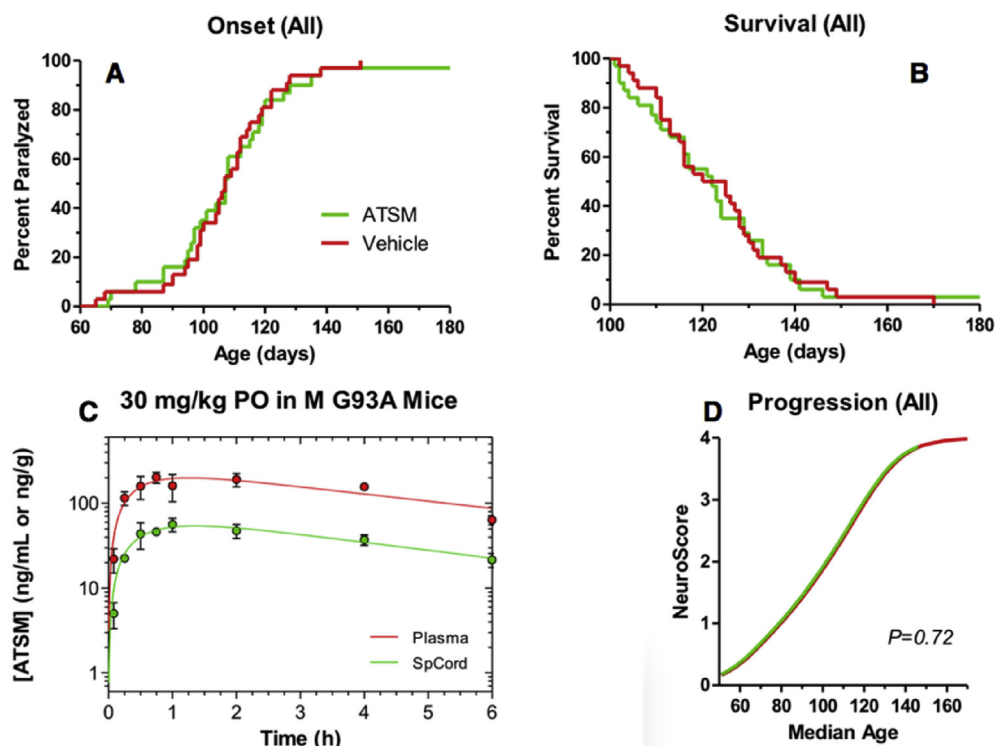 Onset (All)
A
Percent Paralyzed
100
80
60
40
20
0
ATSM
Vehicle
60 80 100 120 140 160 180
Age (days)
Survival (All)
B
Percent Survival
100
80
60
40
20
0
100 120 140 160 180
Age (days)
C
30 mg/kg PO in M G93A Mice
[ATSM] (ng/mL or ng/g)
100
10
1
Plasma
SpCord
0 1 2 3 4 5 6
Time (h)
D
Progression (All)
NeuroScore
4
3
2
1
0
P=0.72
60 80 100 120 140 160
Median Age